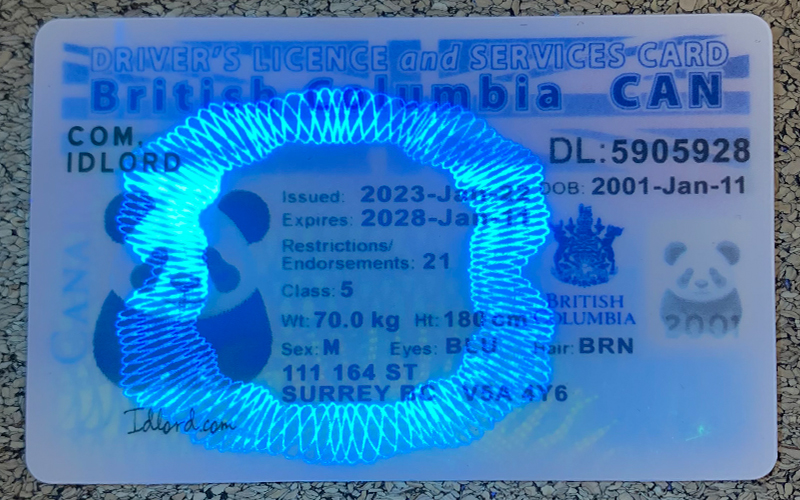 DRIVER'S LICENCE and SERVICES CARD
British Columbia CAN
COM,
IDLORD
DL:5905928
Issued: 2023-Jan-22
DOB: 2001-Jan-11
Expires: 2028-Jan-11
Restrictions/
Endorsements: 21
Class: 5
Wt: 70.0 kg Ht: 180 cm
Sex: M Eyes: BLU Hair: BRN
111 164 ST
SURREY BC V5A 4Y6
BRITISH
COLUMBIA
2001
CANA
Idlord.com